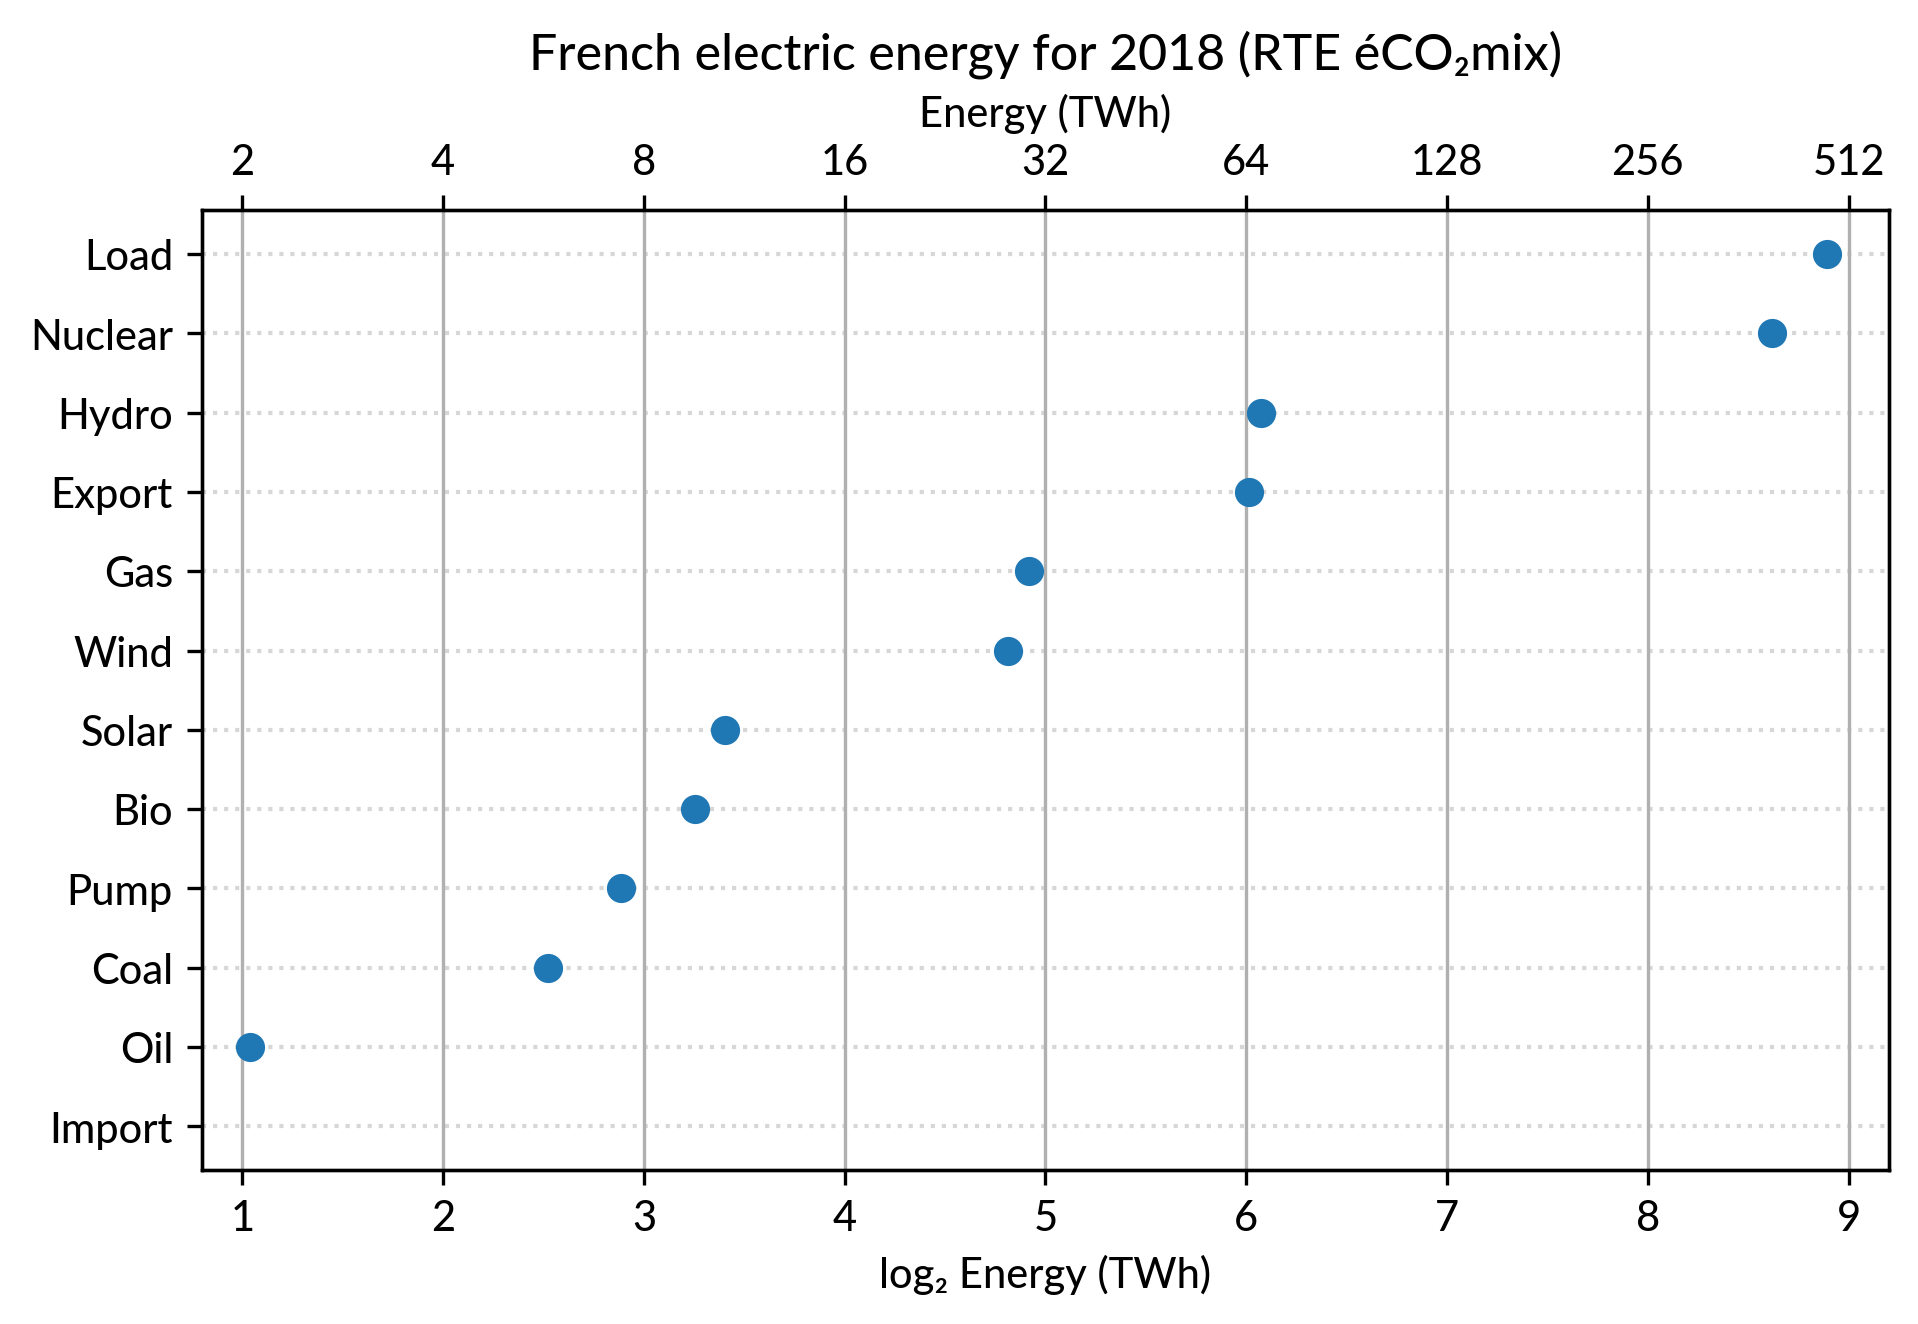 French electric energy for 2018 (RTE éCO₂mix)
Energy (TWh)
2 4 8 16 32 64 128 256 512
Load
Nuclear
Hydro
Export
Gas
Wind
Solar
Bio
Pump
Coal
Oil
Import
1 2 3 4 5 6 7 8 9
log₂ Energy (TWh)